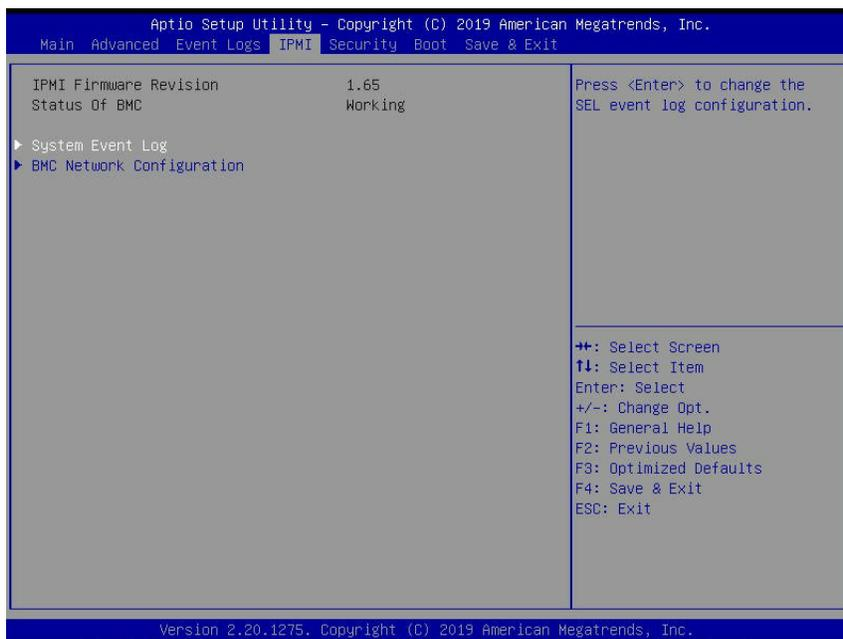 Aptio Setup Utility – Copyright (C) 2019 American Megatrends, Inc.
Main Advanced Event Logs IPMI Security Boot Save & Exit
IPMI Firmware Revision 1.65
Status Of BMC Working
System Event Log
BMC Network Configuration
Press <Enter> to change the
SEL event log configuration.
→←: Select Screen
↑↓: Select Item
Enter: Select
+/-: Change Opt.
F1: General Help
F2: Previous Values
F3: Optimized Defaults
F4: Save & Exit
ESC: Exit
Version 2.20.1275. Copyright (C) 2019 American Megatrends, Inc.